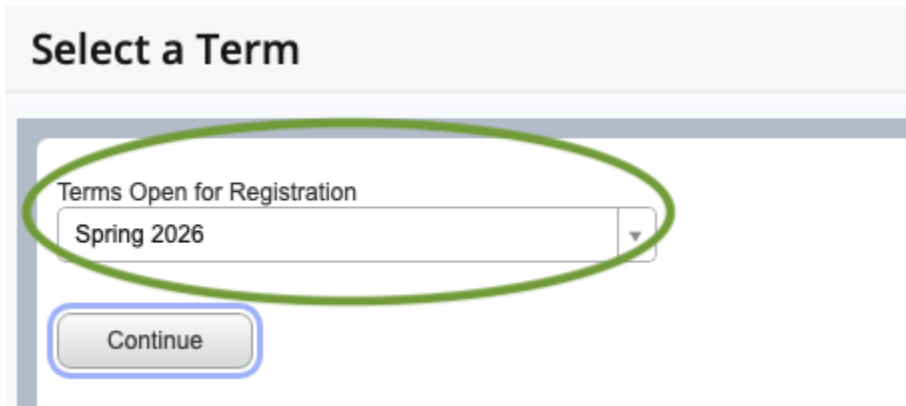 Select a Term
Terms Open for Registration
Spring 2026
Continue